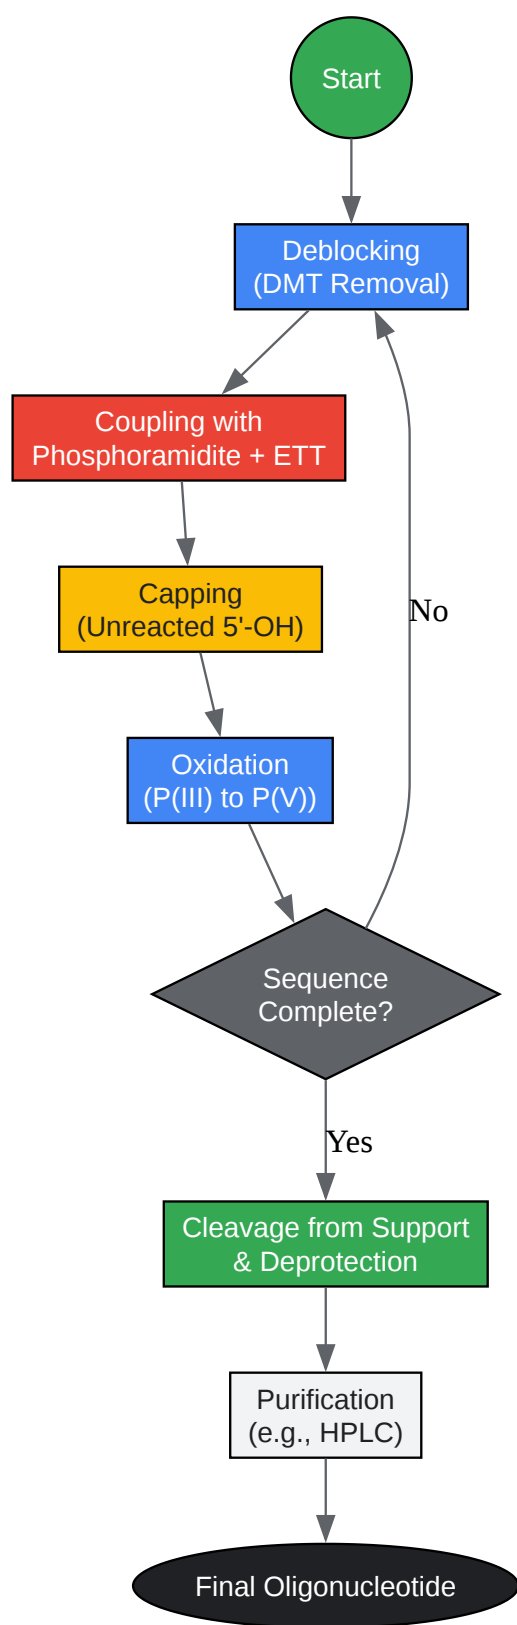 Start
Deblocking
(DMT Removal)
Coupling with
Phosphoramidite + ETT
Capping
(Unreacted 5'-OH)
No
Oxidation
(P(III) to P(V))
Sequence
Complete?
Yes
Cleavage from Support
& Deprotection
Purification
(e.g., HPLC)
Final Oligonucleotide